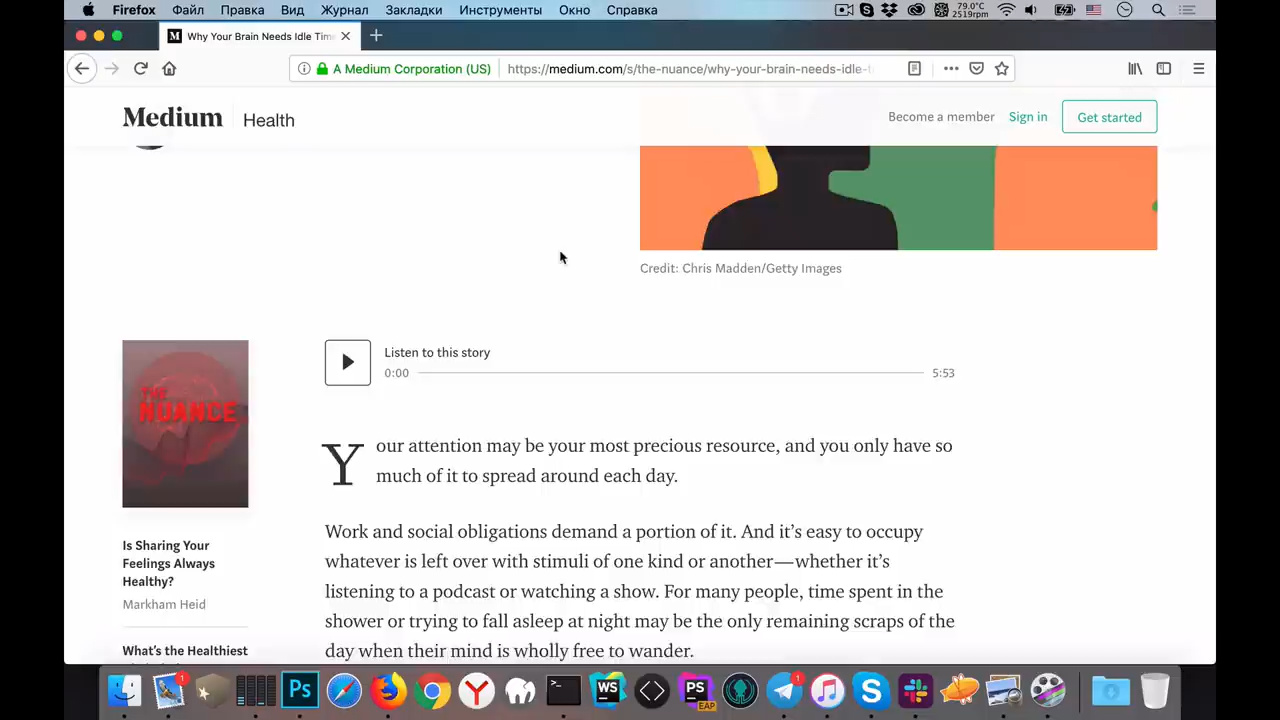 Firefox Файл Правка Вид Журнал Закладки Инструменты Окно Справка 79.0°C 2519rpm
Why Your Brain Needs Idle Tim
A Medium Corporation (US) https://medium.com/s/the-nuance/why-your-brain-needs-idle-t
Medium Health Become a member Sign in Get started
Credit: Chris Madden/Getty Images
Listen to this story
0:00 5:53
THE
NUANCE
Your attention may be your most precious resource, and you only have so
much of it to spread around each day.
Work and social obligations demand a portion of it. And it’s easy to occupy
whatever is left over with stimuli of one kind or another—whether it’s
listening to a podcast or watching a show. For many people, time spent in the
shower or trying to fall asleep at night may be the only remaining scraps of the
day when their mind is wholly free to wander.
Is Sharing Your
Feelings Always
Healthy?
Markham Heid
What’s the Healthiest
1 Ps WS PS EAP 1